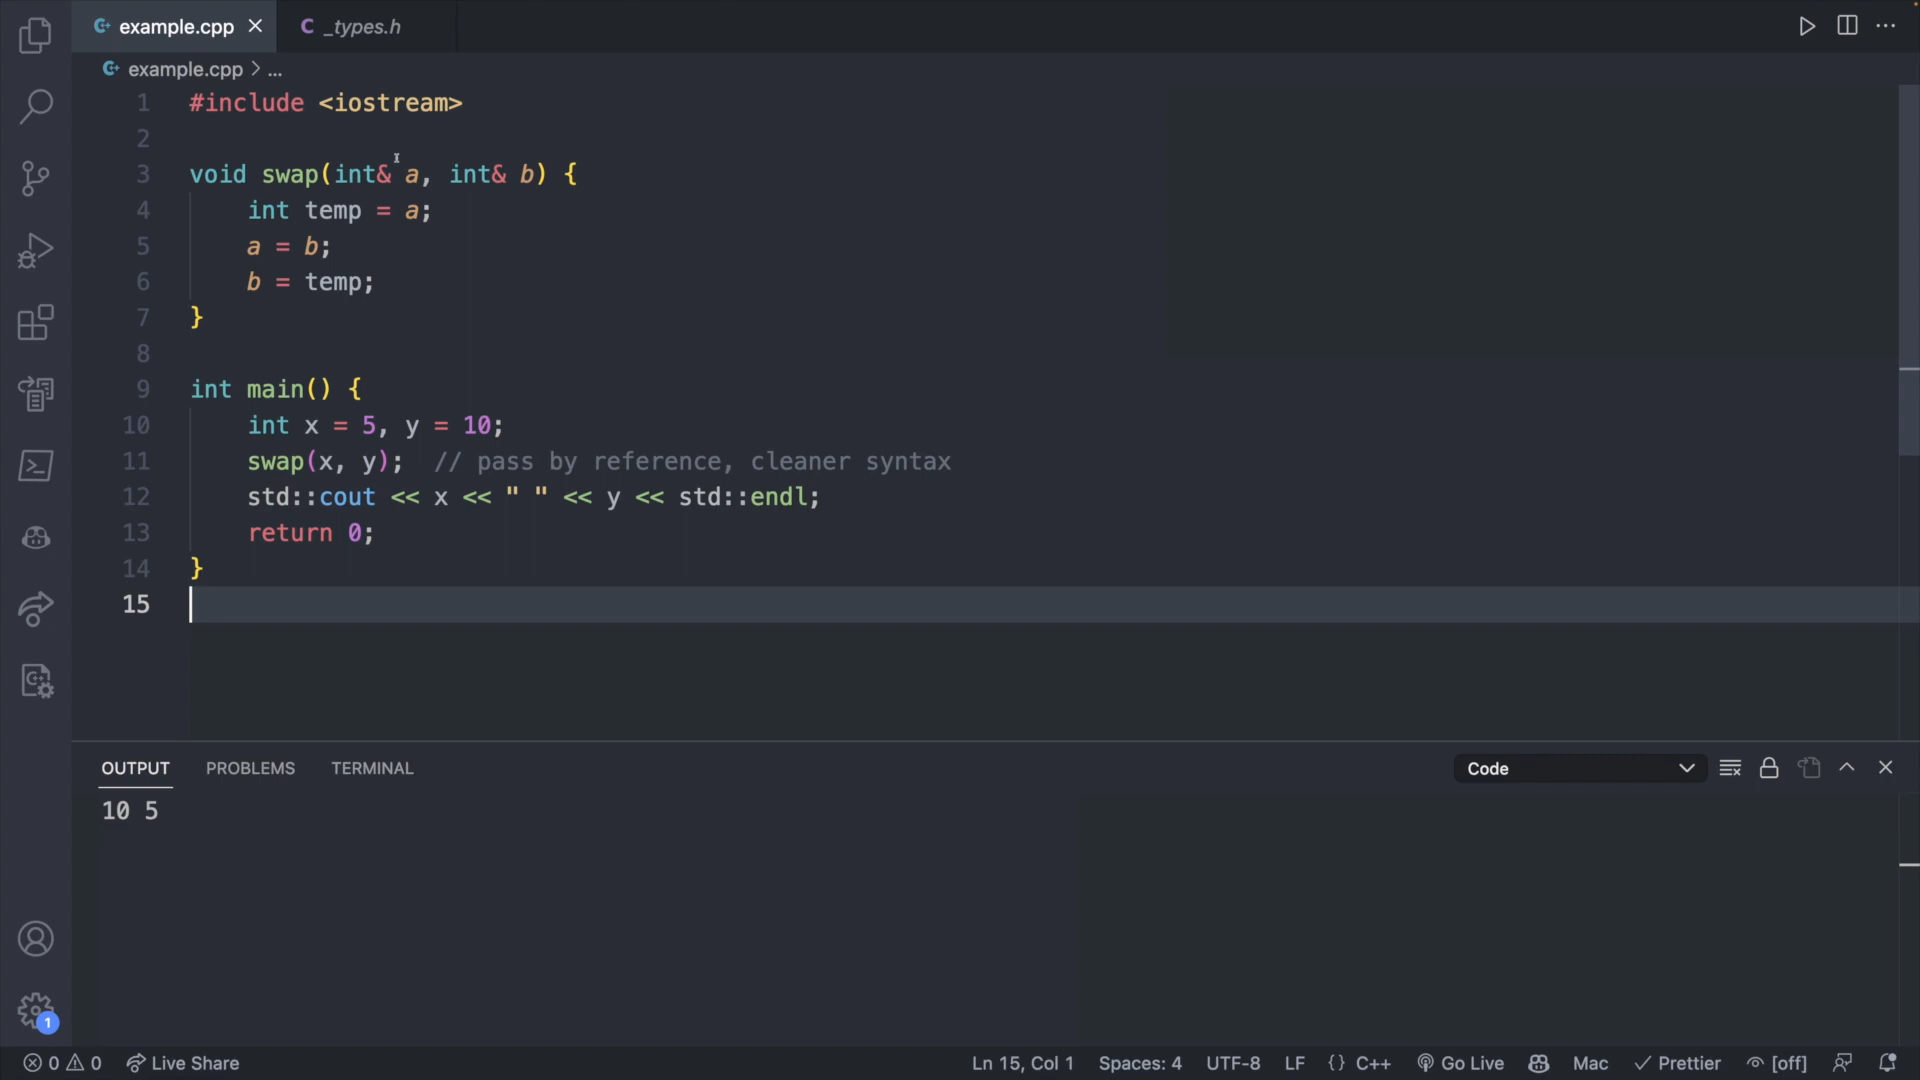 example.cpp
_types.h
example.cpp > ...
1 #include <iostream>
2
3 void swap(int& a, int& b) {
4     int temp = a;
5     a = b;
6     b = temp;
7 }
8
9 int main() {
10     int x = 5, y = 10;
11     swap(x, y);  // pass by reference, cleaner syntax
12     std::cout << x << " " << y << std::endl;
13     return 0;
14 }
15
OUTPUT PROBLEMS TERMINAL Code
10 5
1
0 0 Live Share Ln 15, Col 1 Spaces: 4 UTF-8 LF {} C++ Go Live Mac Prettier [off]